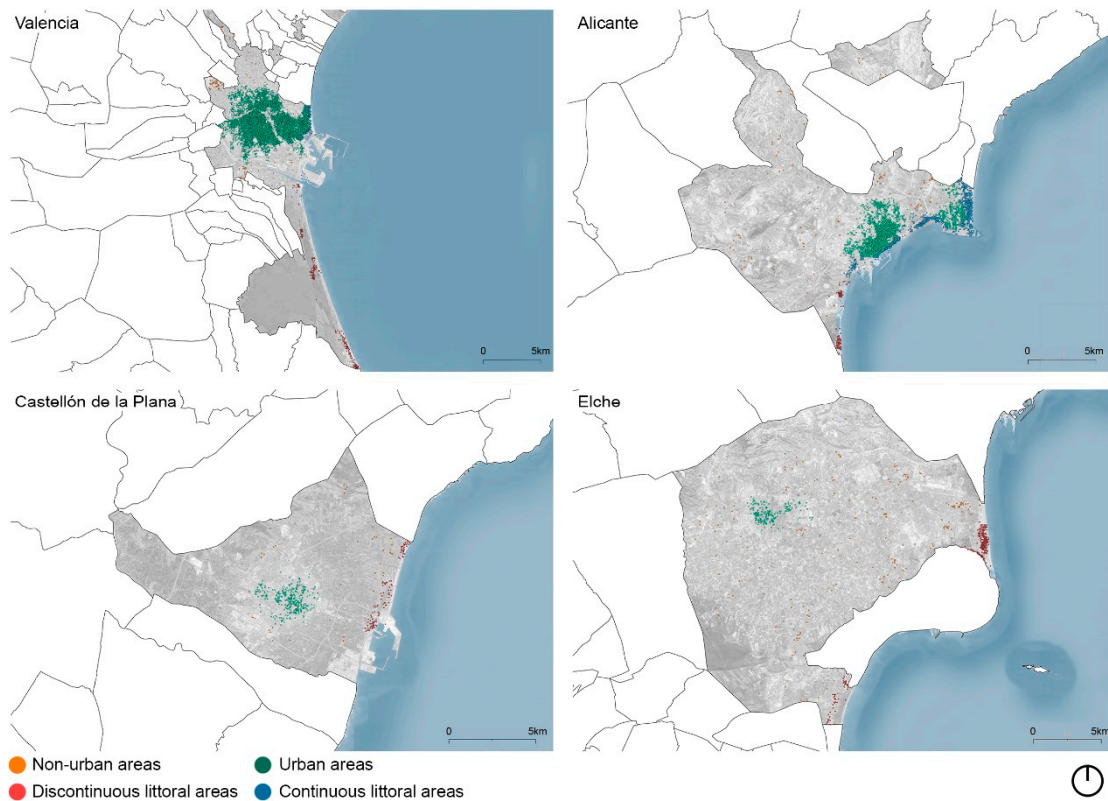 Valencia
Alicante
0 5km
0 5km
Castellón de la Plana
Elche
0 5km
0 5km
Non-urban areas
Urban areas
Discontinuous littoral areas
Continuous littoral areas